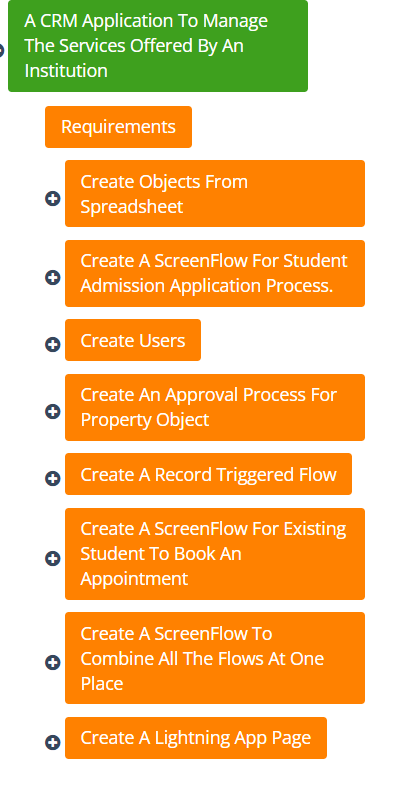 A CRM Application To Manage
The Services Offered By An
Institution
Requirements
Create Objects From
Spreadsheet
Create A ScreenFlow For Student
Admission Application Process.
Create Users
Create An Approval Process For
Property Object
Create A Record Triggered Flow
Create A ScreenFlow For Existing
Student To Book An
Appointment
Create A ScreenFlow To
Combine All The Flows At One
Place
Create A Lightning App Page